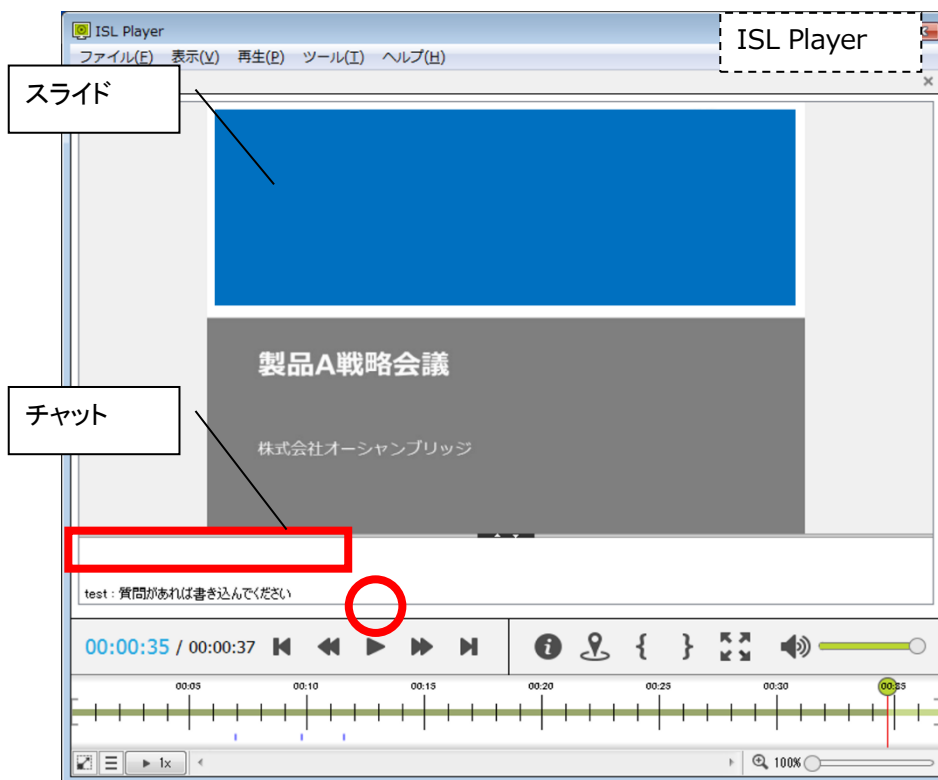 ISL Player
ISL Player
ファイル(F) 表示(V) 再生(P) ツール(T) ヘルプ(H)
スライド
製品A戦略会議
チャット
株式会社オーシャンブリッジ
test : 質問があれば書き込んでください
00:00:35 / 00:00:37
00:05 00:10 00:15 00:20 00:25 00:30 00:35
1x
100%